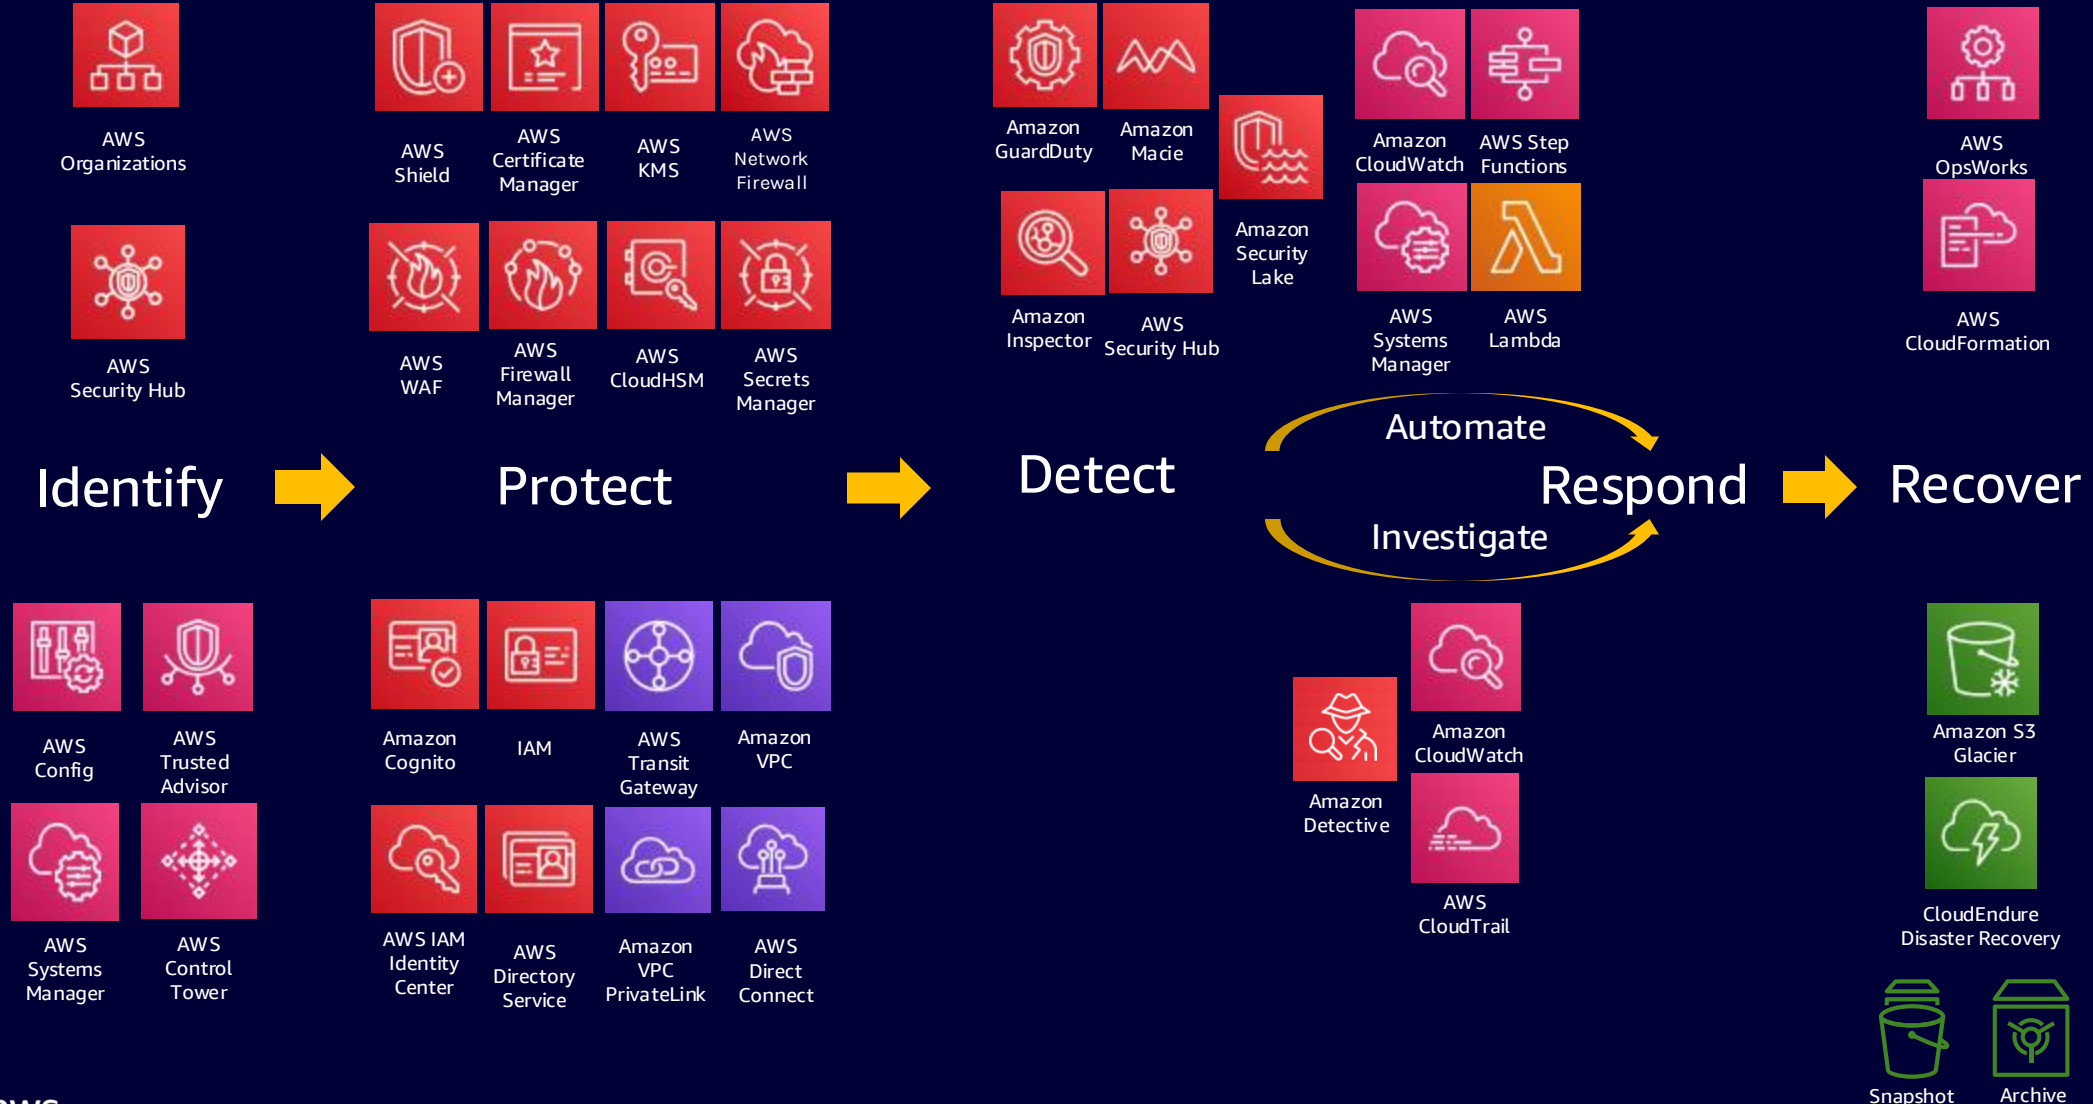 AWS
Organizations
AWS
Shield
AWS
Certificate
Manager
AWS
KMS
AWS
Network
Firewall
Amazon
GuardDuty
Amazon
Macie
Amazon
Security
Lake
Amazon
CloudWatch
AWS Step
Functions
AWS
OpsWorks
AWS
Security Hub
AWS
WAF
AWS
Firewall
Manager
AWS
CloudHSM
AWS
Secrets
Manager
Amazon
Inspector
AWS
Security Hub
AWS
Systems
Manager
AWS
Lambda
AWS
CloudFormation
Identify
Protect
Detect
Automate
Investigate
Respond
Recover
AWS
Config
AWS
Trusted
Advisor
Amazon
Cognito
IAM
AWS
Transit
Gateway
Amazon
VPC
Amazon
Detective
Amazon
CloudWatch
Amazon S3
Glacier
AWS
Systems
Manager
AWS
Control
Tower
AWS IAM
Identity
Center
AWS
Directory
Service
Amazon
VPC
PrivateLink
AWS
Direct
Connect
AWS
CloudTrail
CloudEndure
Disaster Recovery
Snapshot
Archive
aws